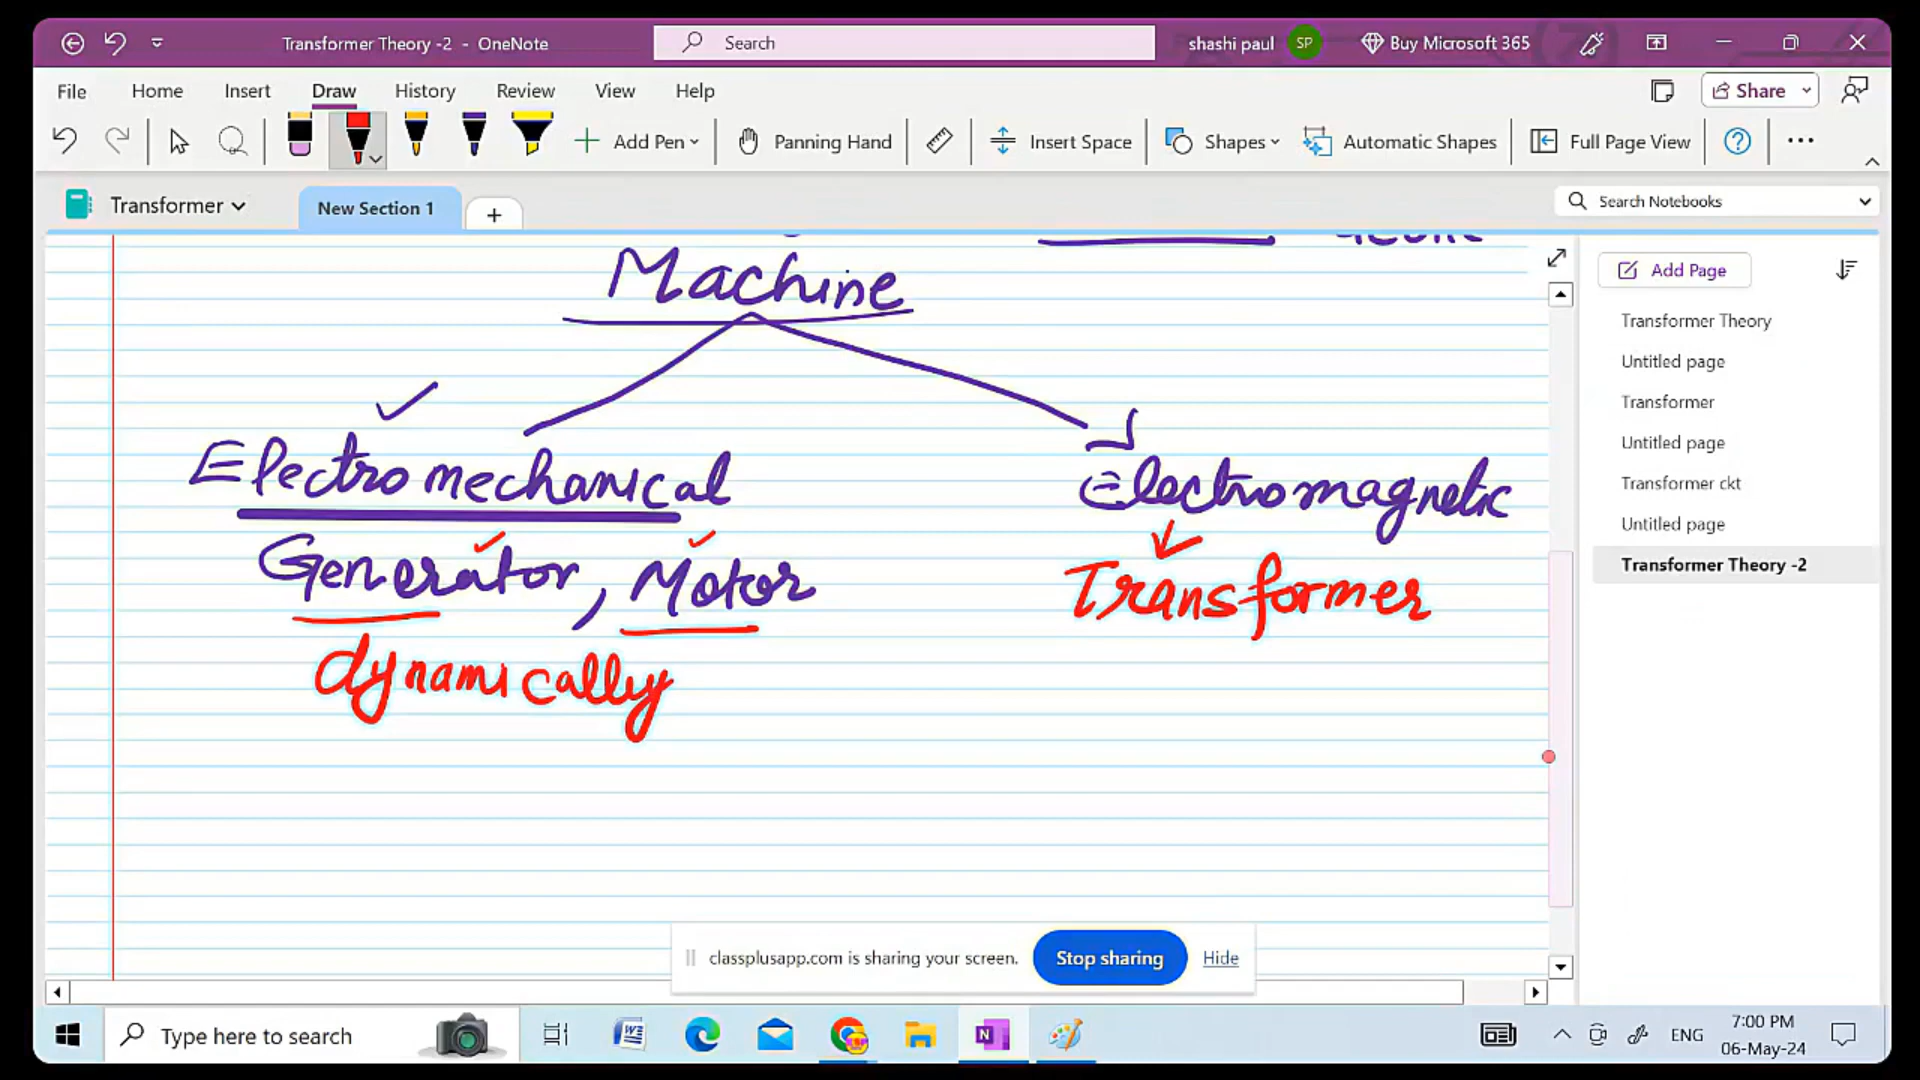 Transformer Theory -2 - OneNote
Search
shashi paul
SP
Buy Microsoft 365
File
Home
Insert
Draw
History
Review
View
Help
Share
Add Pen
Panning Hand
Insert Space
Shapes
Automatic Shapes
Full Page View
Transformer
New Section 1
Search Notebooks
Machine
Electromechanical
Electromagnetic
Generator, Motor
Transformer
dynamically
Add Page
Transformer Theory
Untitled page
Transformer
Untitled page
Transformer ckt
Untitled page
Transformer Theory -2
classplusapp.com is sharing your screen.
Stop sharing
Hide
Type here to search
ENG
7:00 PM
06-May-24